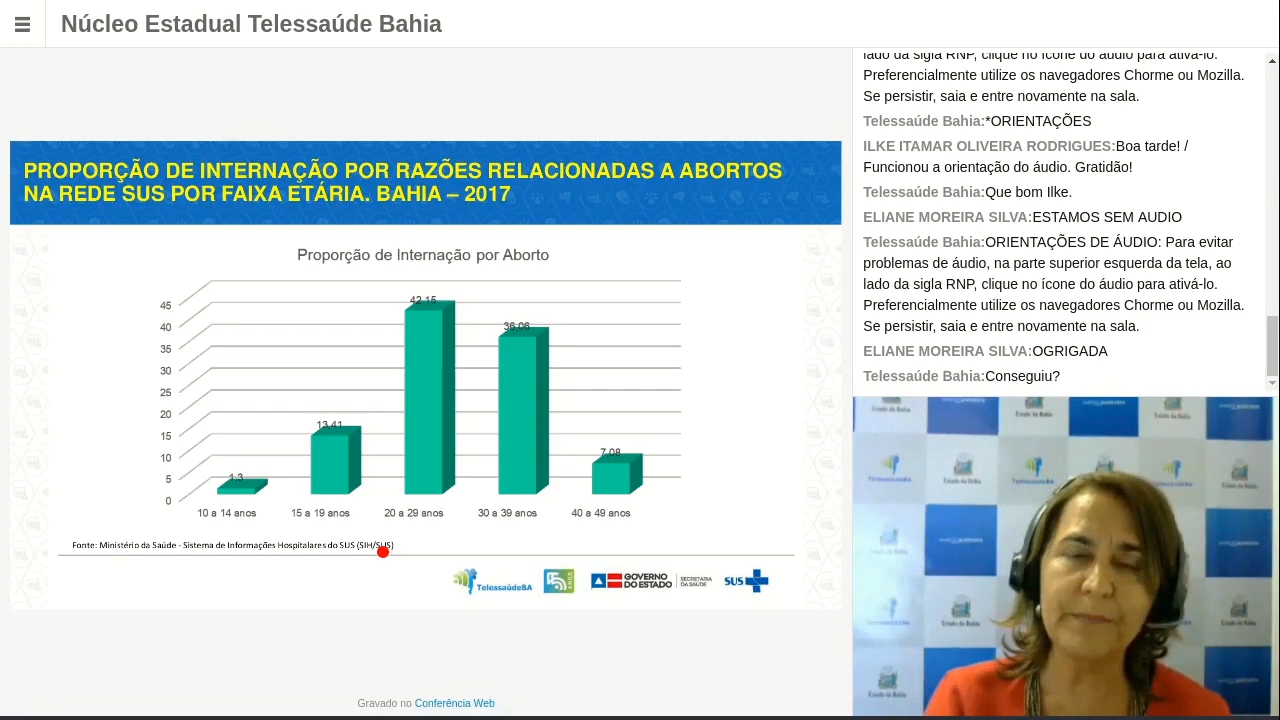 Núcleo Estadual Telessaúde Bahia
PROPORÇÃO DE INTERNAÇÃO POR RAZÕES RELACIONADAS A ABORTOS
NA REDE SUS POR FAIXA ETÁRIA. BAHIA – 2017
Proporção de Internação por Aborto
45
40
35
30
25
20
15
10
5
0
1,3
13,41
42,15
36,06
7,08
10 a 14 anos
15 a 19 anos
20 a 29 anos
30 a 39 anos
40 a 49 anos
Fonte: Ministério da Saúde - Sistema de Informações Hospitalares do SUS (SIH/SUS)
TelessaúdeBA
GOVERNO
DO ESTADO
SECRETARIA
DA SAÚDE
SUS
Gravado no Conferência Web
lado da sigla RNP, clique no ícone do áudio para ativá-lo.
Preferencialmente utilize os navegadores Chorme ou Mozilla.
Se persistir, saia e entre novamente na sala.
Telessaúde Bahia:*ORIENTAÇÕES
ILKE ITAMAR OLIVEIRA RODRIGUES:Boa tarde! /
Funcionou a orientação do áudio. Gratidão!
Telessaúde Bahia:Que bom Ilke.
ELIANE MOREIRA SILVA:ESTAMOS SEM AUDIO
Telessaúde Bahia:ORIENTAÇÕES DE ÁUDIO: Para evitar
problemas de áudio, na parte superior esquerda da tela, ao
lado da sigla RNP, clique no ícone do áudio para ativá-lo.
Preferencialmente utilize os navegadores Chorme ou Mozilla.
Se persistir, saia e entre novamente na sala.
ELIANE MOREIRA SILVA:OGRIGADA
Telessaúde Bahia:Conseguiu?